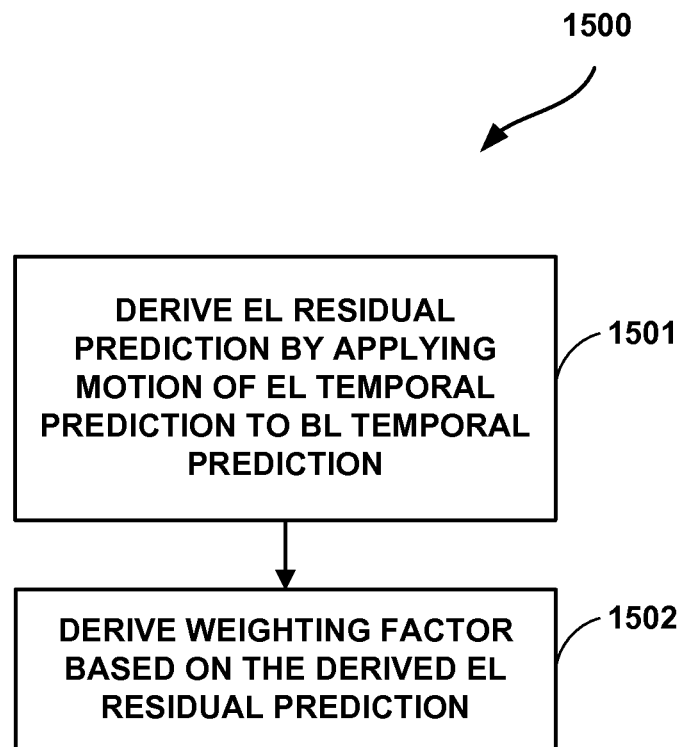 1500
DERIVE EL RESIDUAL
PREDICTION BY APPLYING
MOTION OF EL TEMPORAL
PREDICTION TO BL TEMPORAL
PREDICTION
1501
DERIVE WEIGHTING FACTOR
BASED ON THE DERIVED EL
RESIDUAL PREDICTION
1502